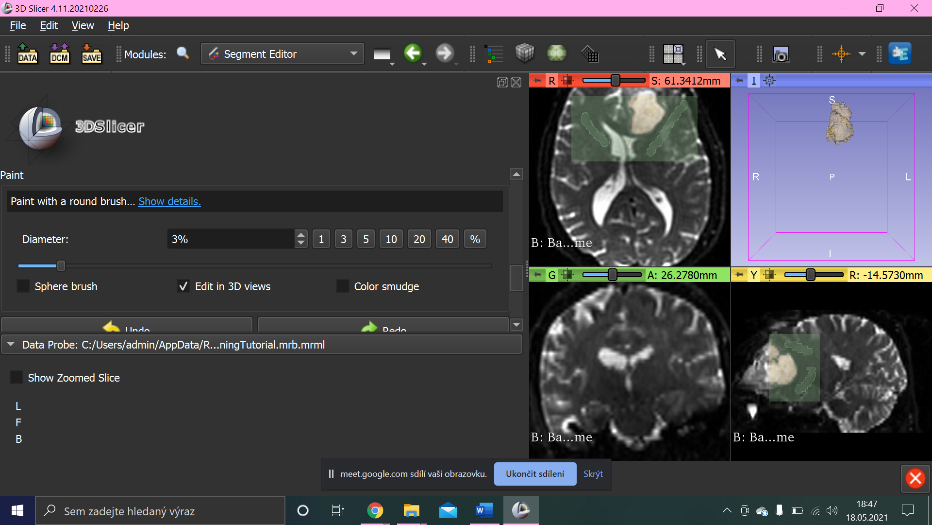 3D Slicer 4.11.20210226
File Edit View Help
DATA DCM SAVE Modules: Segment Editor
R S: 61.3412mm
1
3DSlicer
S
R L
P
I
B: Ba...me
Paint
Paint with a round brush... Show details.
Diameter: 3% 1 3 5 10 20 40 %
Sphere brush Edit in 3D views Color smudge
Undo Redo
G A: 26.2780mm
Y R: -14.5730mm
Data Probe: C:/Users/admin/AppData/R...ningTutorial.mrb.mrml
Show Zoomed Slice
L
F
B
B: Ba...me
B: Ba...me
meet.google.com sdílí vaši obrazovku. Ukončit sdílení Skrýt
Sem zadejte hledaný výraz
18:47
18.05.2021